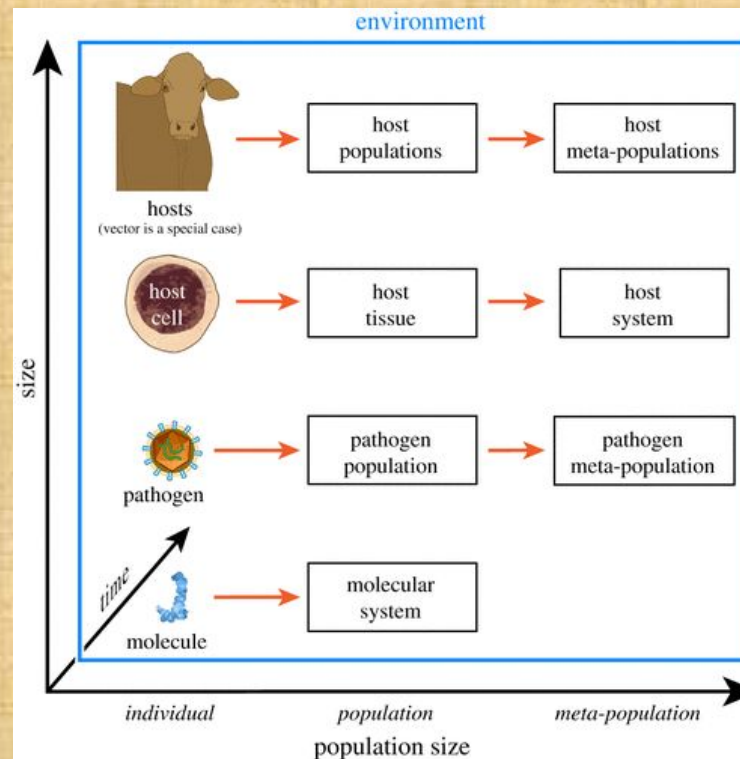 environment
host
populations
host
meta-populations
hosts
(vector is a special case)
host
cell
host
tissue
host
system
size
pathogen
population
pathogen
meta-population
pathogen
time
molecular
system
molecule
individual
population
meta-population
population size